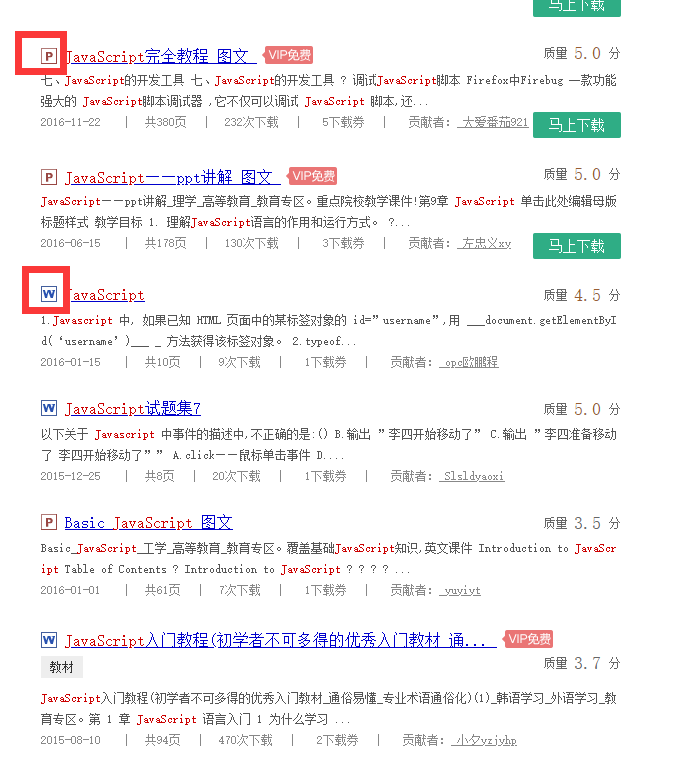 马上下载
P JavaScript完全教程 图文 VIP免费 质量 5.0 分
七、JavaScript的开发工具 七、JavaScript的开发工具 ? 调试JavaScript脚本 Firefox中Firebug 一款功能
强大的 JavaScript脚本调试器 ,它不仅可以调试 JavaScript 脚本,还...
2016-11-22 | 共380页 | 232次下载 | 5下载券 | 贡献者: 大爱番茄921 马上下载
P JavaScript——ppt讲解 图文 VIP免费 质量 5.0 分
JavaScript——ppt讲解_理学_高等教育_教育专区。重点院校教学课件!第9章 JavaScript 单击此处编辑母版
标题样式 教学目标 1. 理解JavaScript语言的作用和运行方式。 ?...
2016-06-15 | 共178页 | 130次下载 | 3下载券 | 贡献者: 左忠义xy 马上下载
W JavaScript 质量 4.5 分
1.Javascript 中, 如果已知 HTML 页面中的某标签对象的 id=”username”,用 ___document.getElementByI
d(‘username’)___ _ 方法获得该标签对象。 2.typeof...
2016-01-15 | 共10页 | 9次下载 | 1下载券 | 贡献者: opc欧鹏程
W JavaScript试题集7 质量 5.0 分
以下关于 Javascript 中事件的描述中,不正确的是:() B.输出 ”李四开始移动了” C.输出 ”李四准备移动
了 李四开始移动了”” A.click——鼠标单击事件 D....
2015-12-25 | 共8页 | 20次下载 | 1下载券 | 贡献者: Slsldyaoxi
P Basic JavaScript 图文 质量 3.5 分
Basic_JavaScript_工学_高等教育_教育专区。覆盖基础JavaScript知识,英文课件 Introduction to JavaScr
ipt Table of Contents ? Introduction to JavaScript ? ? ? ? ...
2016-01-01 | 共61页 | 7次下载 | 1下载券 | 贡献者: yuyiyt
W JavaScript入门教程(初学者不可多得的优秀入门教材_通... VIP免费
教材 质量 3.7 分
JavaScript入门教程(初学者不可多得的优秀入门教材_通俗易懂_专业术语通俗化)(1)_韩语学习_外语学习_教
育专区。第 1 章 JavaScript 语言入门 1 为什么学习 ...
2015-08-10 | 共94页 | 470次下载 | 2下载券 | 贡献者: 小夕yzjyhp